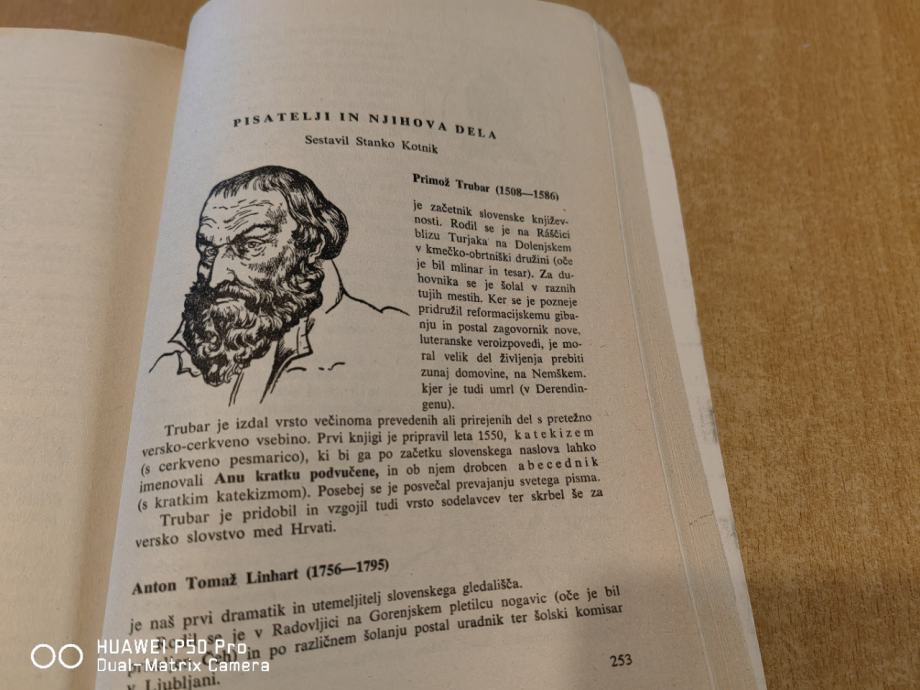 PISATELJI IN NJIHOVA DELA
Sestavil Stanko Kotnik
Primož Trubar (1508—1586)
je začetnik slovenske književ-
nosti. Rodil se je na Raščici
blizu Turjaka na Dolenjskem
v kmečko-obrtniški družini (oče
je bil mlinar in tesar). Za du-
hovnika se je šolal v raznih
tujih mestih. Ker se je pozneje
pridružil reformacijskemu giba-
nju in postal zagovornik nove,
luteranske veroizpovedi, je mo-
ral velik del življenja prebiti
zunaj domovine, na Nemškem.
kjer je tudi umrl (v Derendin-
genu).
Trubar je izdal vrsto večinoma prevedenih ali prirejenih del s pretežno
versko-cerkveno vsebino. Prvi knjigi je pripravil leta 1550, katekizem
(s cerkveno pesmarico), ki bi ga po začetku slovenskega naslova lahko
imenovali Anu kratku podvučene, in ob njem drobcen abecednik
(s kratkim katekizmom). Posebej se je posvečal prevajanju svetega pisma.
Trubar je pridobil in vzgojil tudi vrsto sodelavcev ter skrbel še za
versko slovstvo med Hrvati.
Anton Tomaž Linhart (1756—1795)
je naš prvi dramatik in utemeljitelj slovenskega gledališča.
Rodil se je v Radovljici na Gorenjskem pletilcu nogavic (oče je bil
Čeh) in po različnem šolanju postal uradnik ter šolski komisar
v Ljubljani.
253
HUAWEI P50 Pro
Dual-Matrix Camera